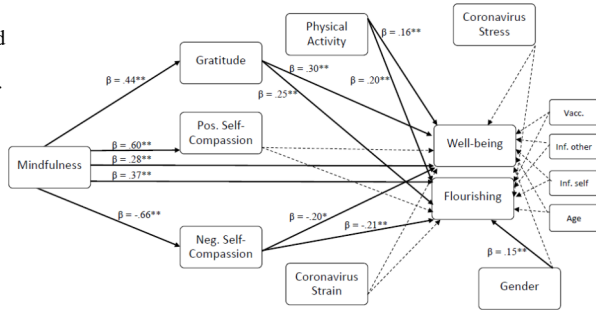 d
Physical
Activity
Coronavirus
Stress
Gratitude
β = .16**
β = .44**
β = .30**
β = .20**
β = .25**
Vacc.
Pos. Self-
Compassion
Well-being
Inf. other
β = .60**
β = .28**
Mindfulness
β = .37**
Inf. self
Flourishing
Age
β = -.66**
β = -.20*
β = -.21**
Neg. Self-
Compassion
β = .15**
Coronavirus
Strain
Gender